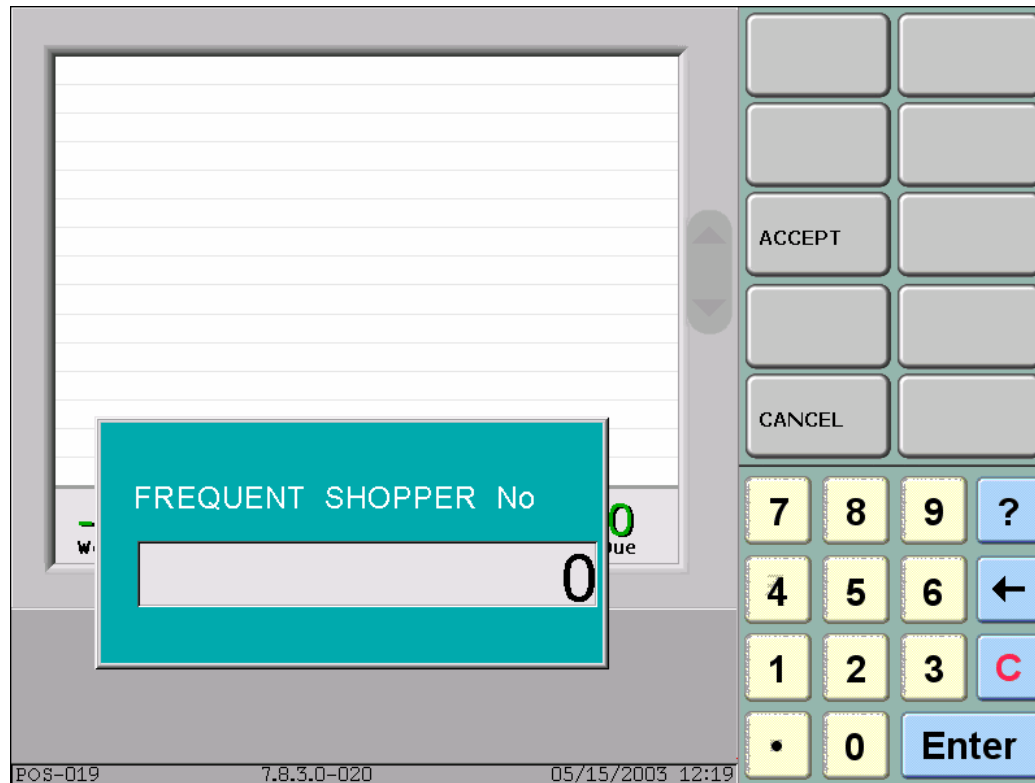 ACCEPT
CANCEL
FREQUENT SHOPPER No
0
0
7 8 9 ?
4 5 6 ←
1 2 3 C
. 0 Enter
POS-019 7.8.3.0-020 05/15/2003 12:19